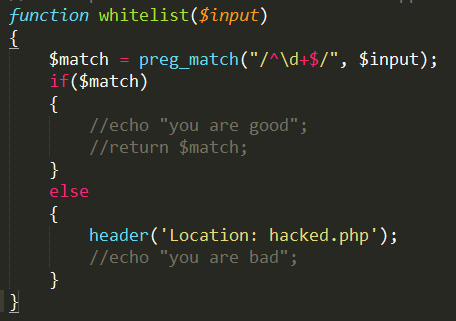 function whitelist($input)
{
    $match = preg_match("/^\d+$/", $input);
    if($match)
    {
        //echo "you are good";
        //return $match;
    }
    else
    {
        header('Location: hacked.php');
        //echo "you are bad";
    }
}